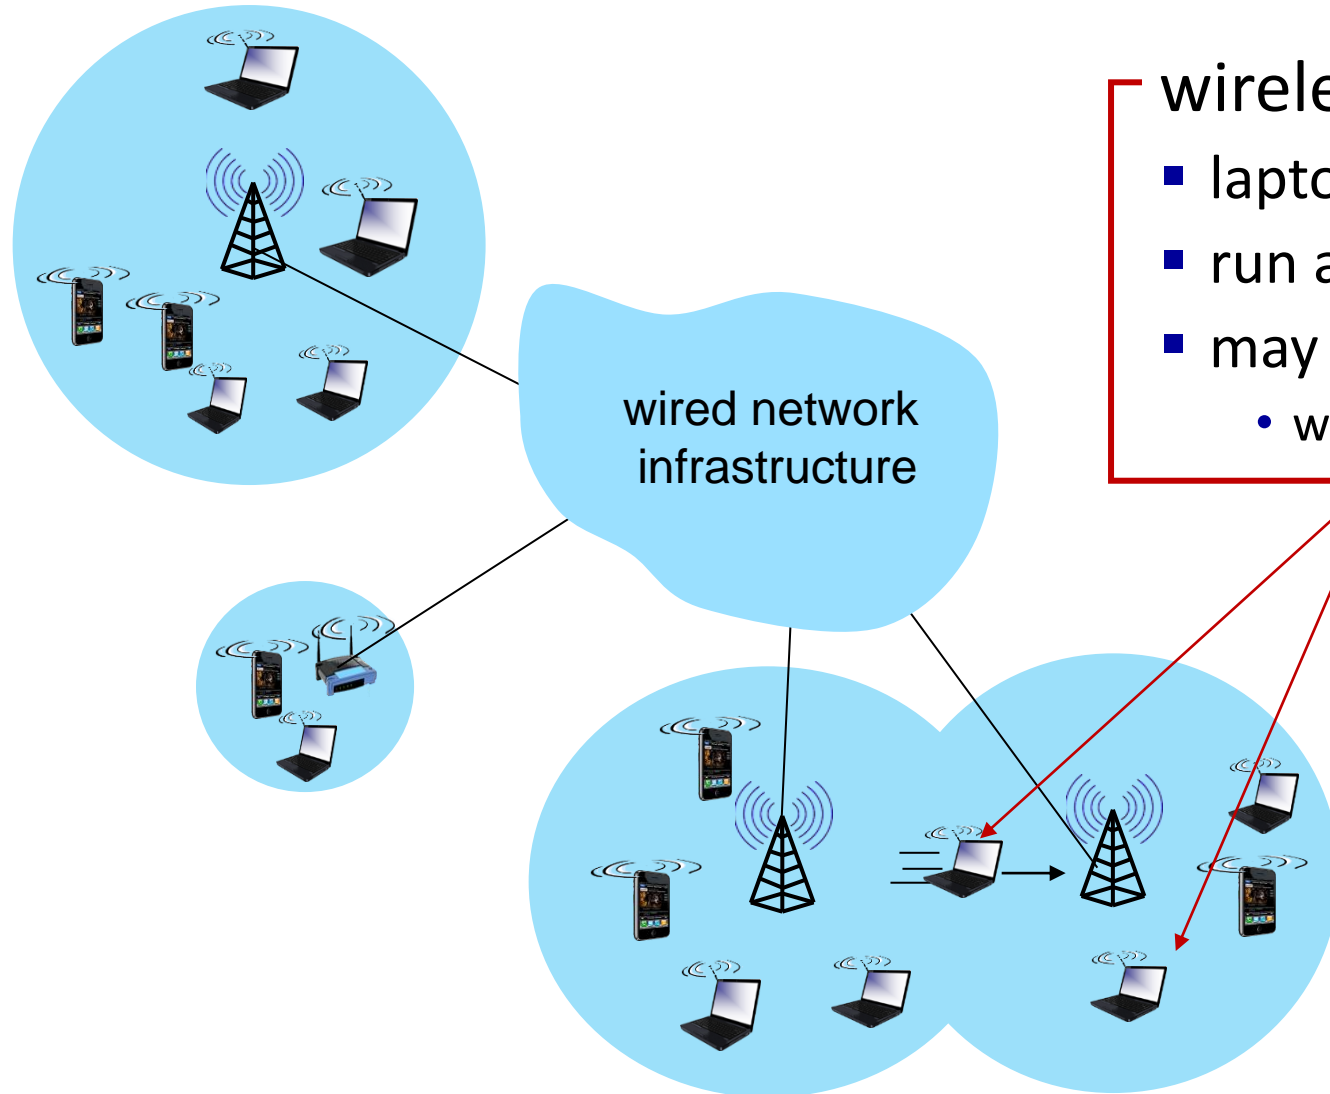 wirele
lapto
run a
may
w
wired network
infrastructure